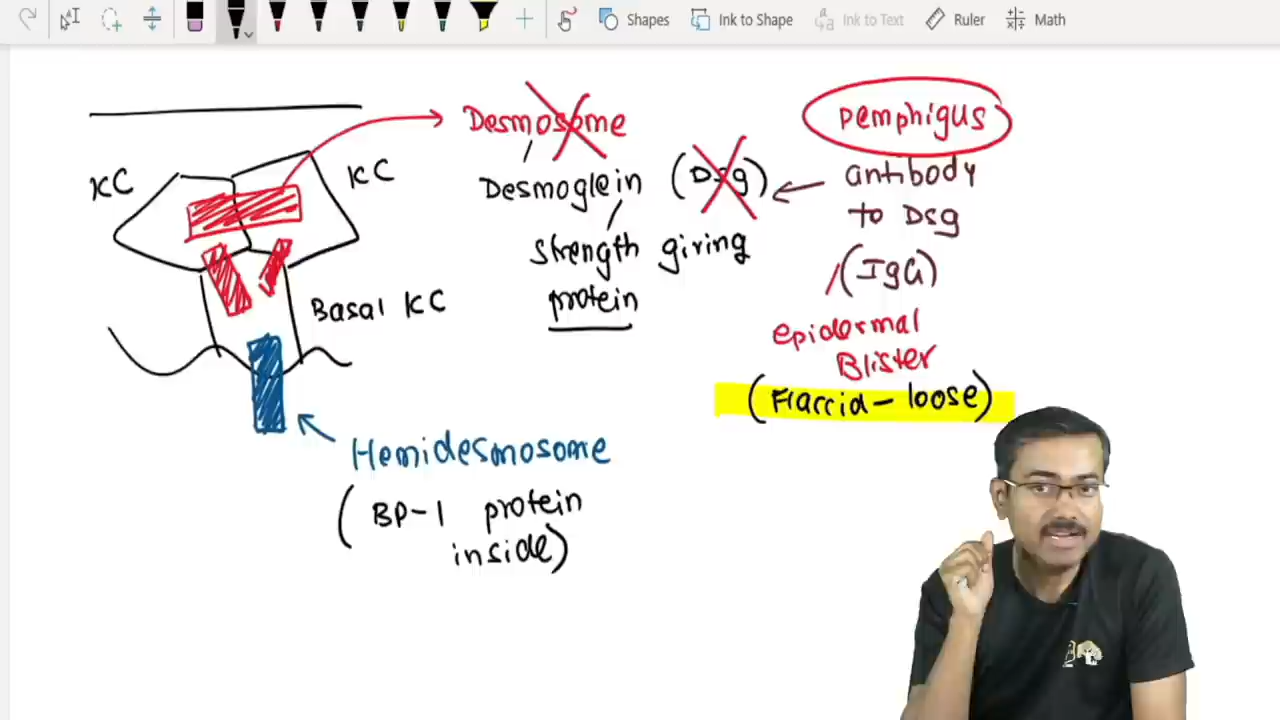 Shapes
Ink to Shape
Ink to Text
Ruler
Math
KC
KC
Basal KC
Desmosome
Desmoglein (Dsg)
Strength giring
protein
Pemphigus
antibody
to Dsg
(IgG)
epidermal
Blister
(Flaccid - loose)
Hemidesmosome
(BP-1 protein
inside)